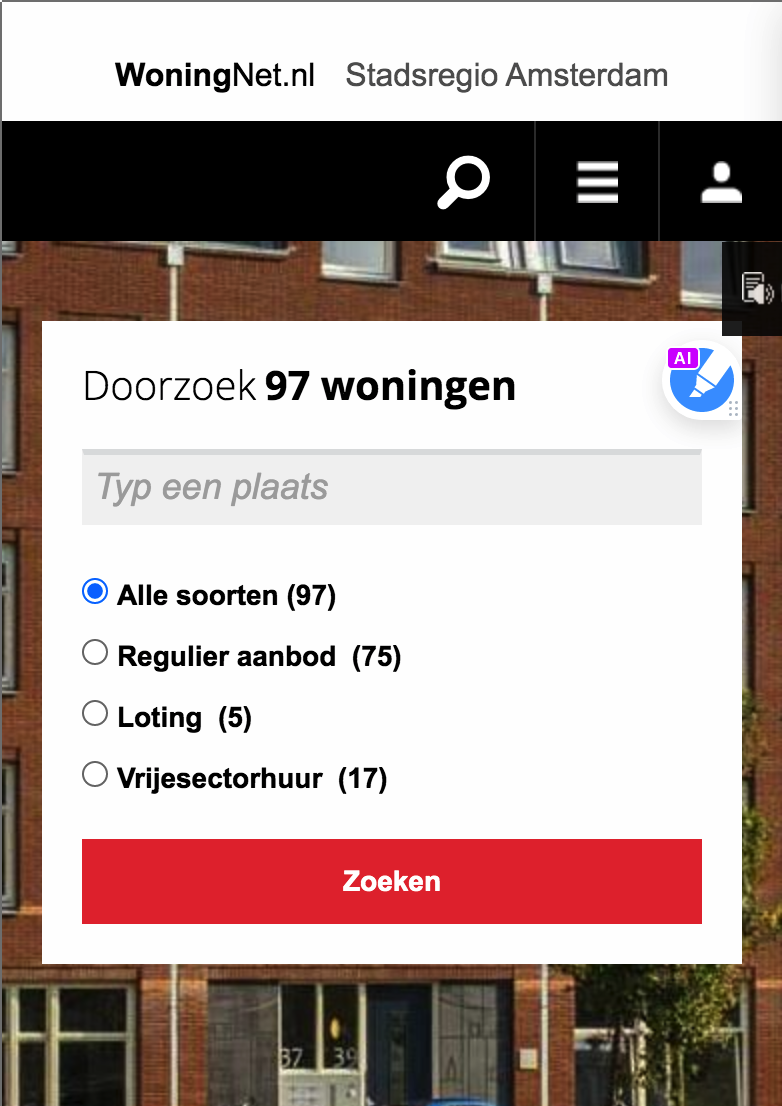 WoningNet.nl Stadsregio Amsterdam
AI
Doorzoek 97 woningen
Typ een plaats
Alle soorten (97)
Regulier aanbod (75)
Loting (5)
Vrijesectorhuur (17)
Zoeken
37 39